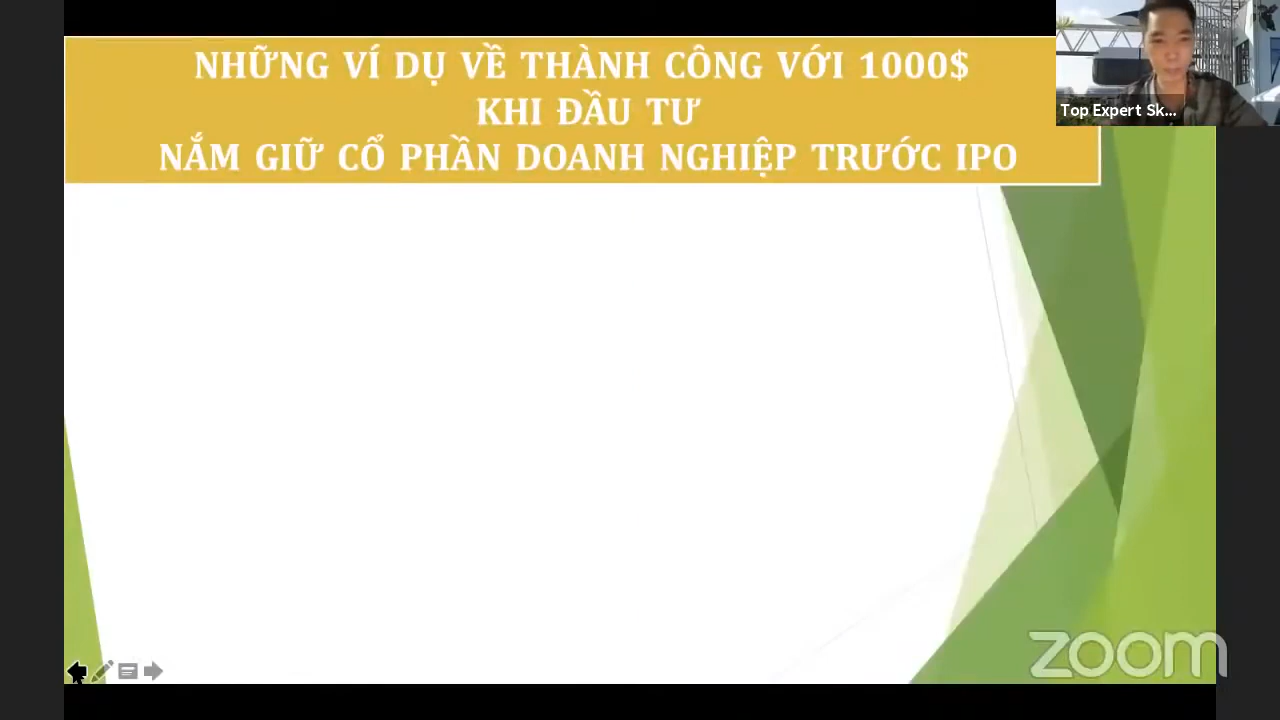 NHỮNG VÍ DỤ VỀ THÀNH CÔNG VỚI 1000$
KHI ĐẦU TƯ
NẮM GIỮ CỔ PHẦN DOANH NGHIỆP TRƯỚC IPO
Top Expert Sk...
zoom